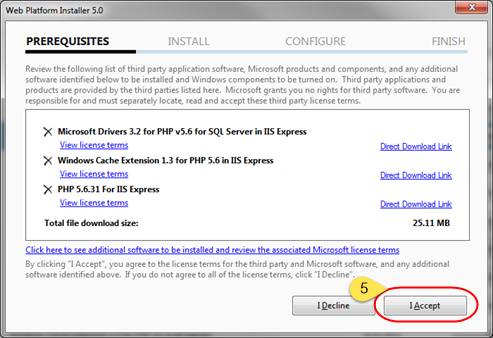 Web Platform Installer 5.0
PREREQUISITES INSTALL CONFIGURE FINISH
Review the following list of third party application software, Microsoft products and components, and any additional
software identified below to be installed and Windows components to be turned on. Third party applications and
products are provided by the third parties listed here. Microsoft grants you no rights for third party software. You are
responsible for and must separately locate, read and accept these third party license terms.
Microsoft Drivers 3.2 for PHP v5.6 for SQL Server in IIS Express
View license terms Direct Download Link
Windows Cache Extension 1.3 for PHP 5.6 in IIS Express
View license terms Direct Download Link
PHP 5.6.31 For IIS Express
View license terms Direct Download Link
Total file download size: 25.11 MB
Click here to see additional software to be installed and review the associated Microsoft license terms
By clicking "I Accept", you agree to the license terms for the third party and Microsoft software, and any additional
software identified above. If you do not agree to all of the license terms, click "I Decline".
5
I Decline I Accept